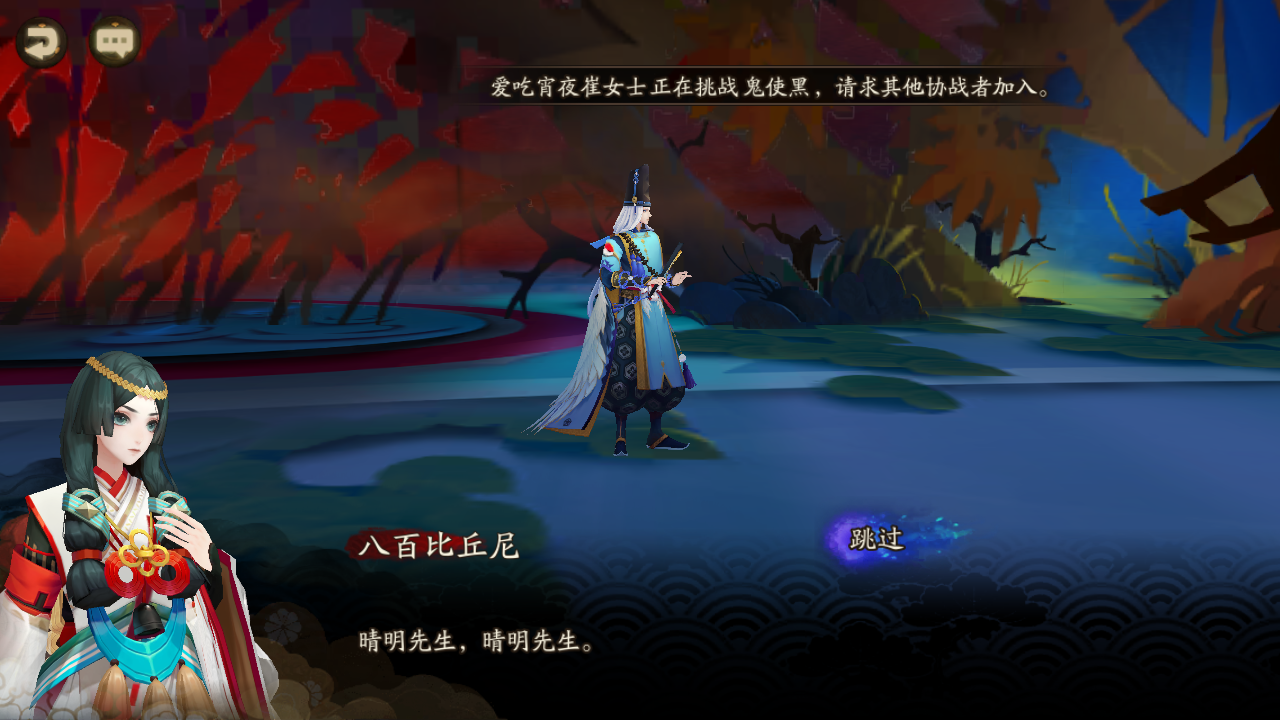 爱吃宵夜崔女士正在挑战鬼使黑，请求其他协战者加入。
八百比丘尼
跳过
晴明先生，晴明先生。